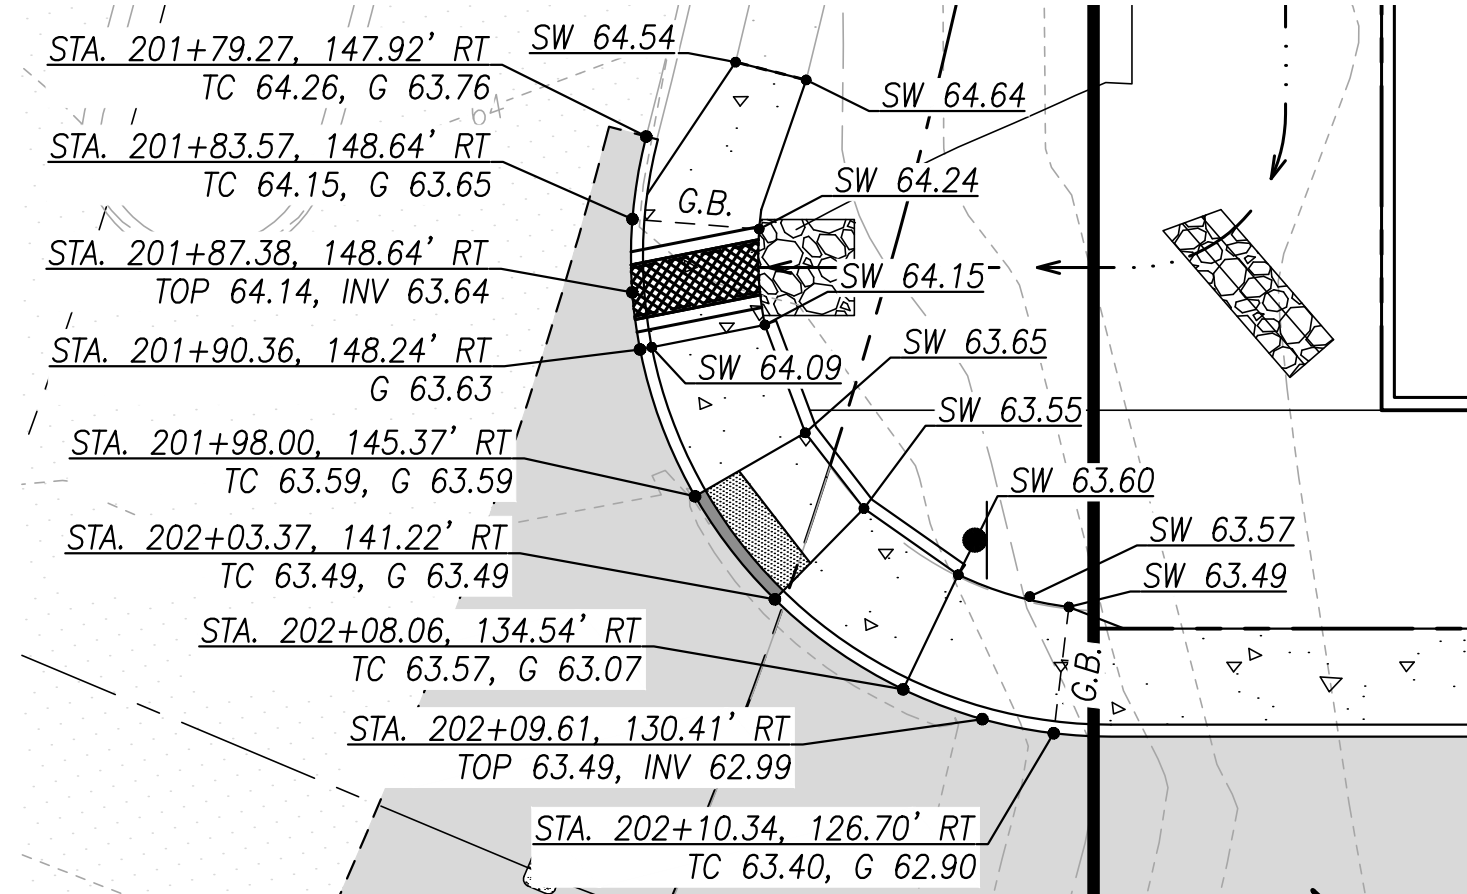 STA. 201+79.27, 147.92' RT
TC 64.26, G 63.76
SW 64.54
SW 64.64
64
STA. 201+83.57, 148.64' RT
TC 64.15, G 63.65
G.B.
SW 64.24
STA. 201+87.38, 148.64' RT
TOP 64.14, INV 63.64
SW 64.15
STA. 201+90.36, 148.24' RT
G 63.63
SW 64.09
SW 63.65
SW 63.55
STA. 201+98.00, 145.37' RT
TC 63.59, G 63.59
SW 63.60
STA. 202+03.37, 141.22' RT
TC 63.49, G 63.49
SW 63.57
SW 63.49
STA. 202+08.06, 134.54' RT
TC 63.57, G 63.07
G.B.
STA. 202+09.61, 130.41' RT
TOP 63.49, INV 62.99
STA. 202+10.34, 126.70' RT
TC 63.40, G 62.90